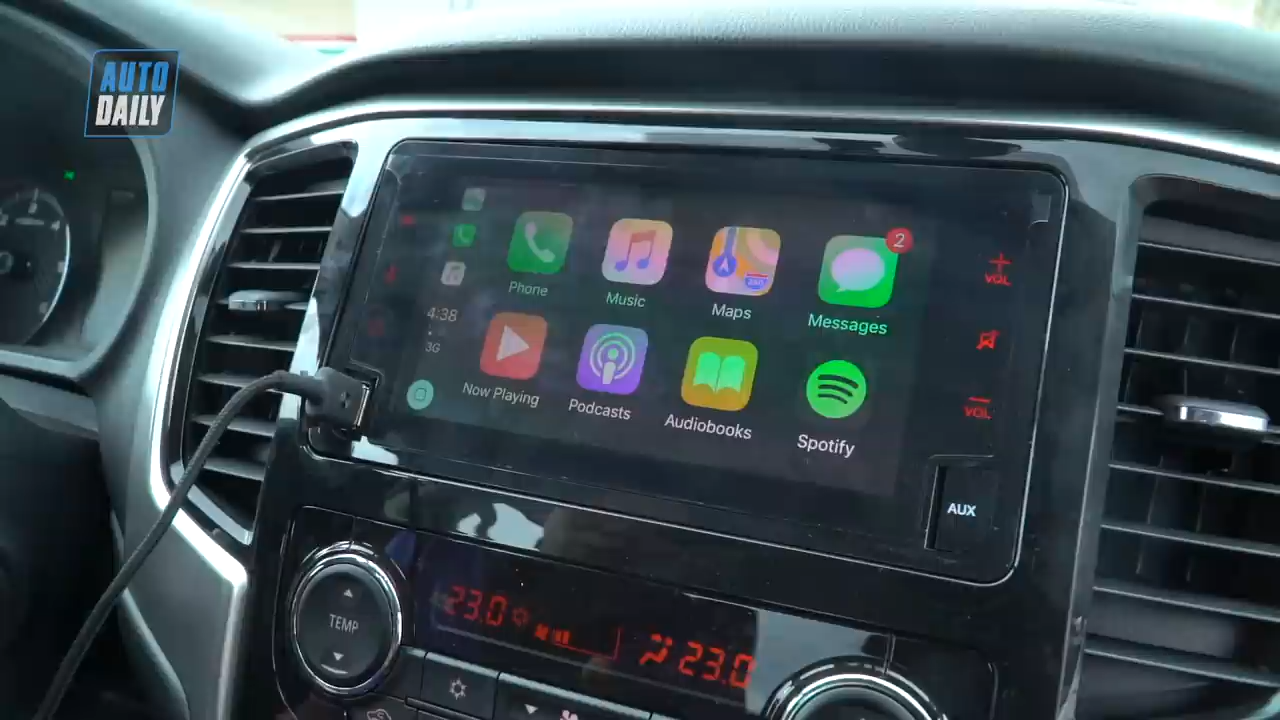 AUTO
DAILY
Phone
Music
Maps
Messages
2
280
4:38
3G
Now Playing
Podcasts
Audiobooks
Spotify
+
VOL
−
VOL
AUX
TEMP
23.0
23.0